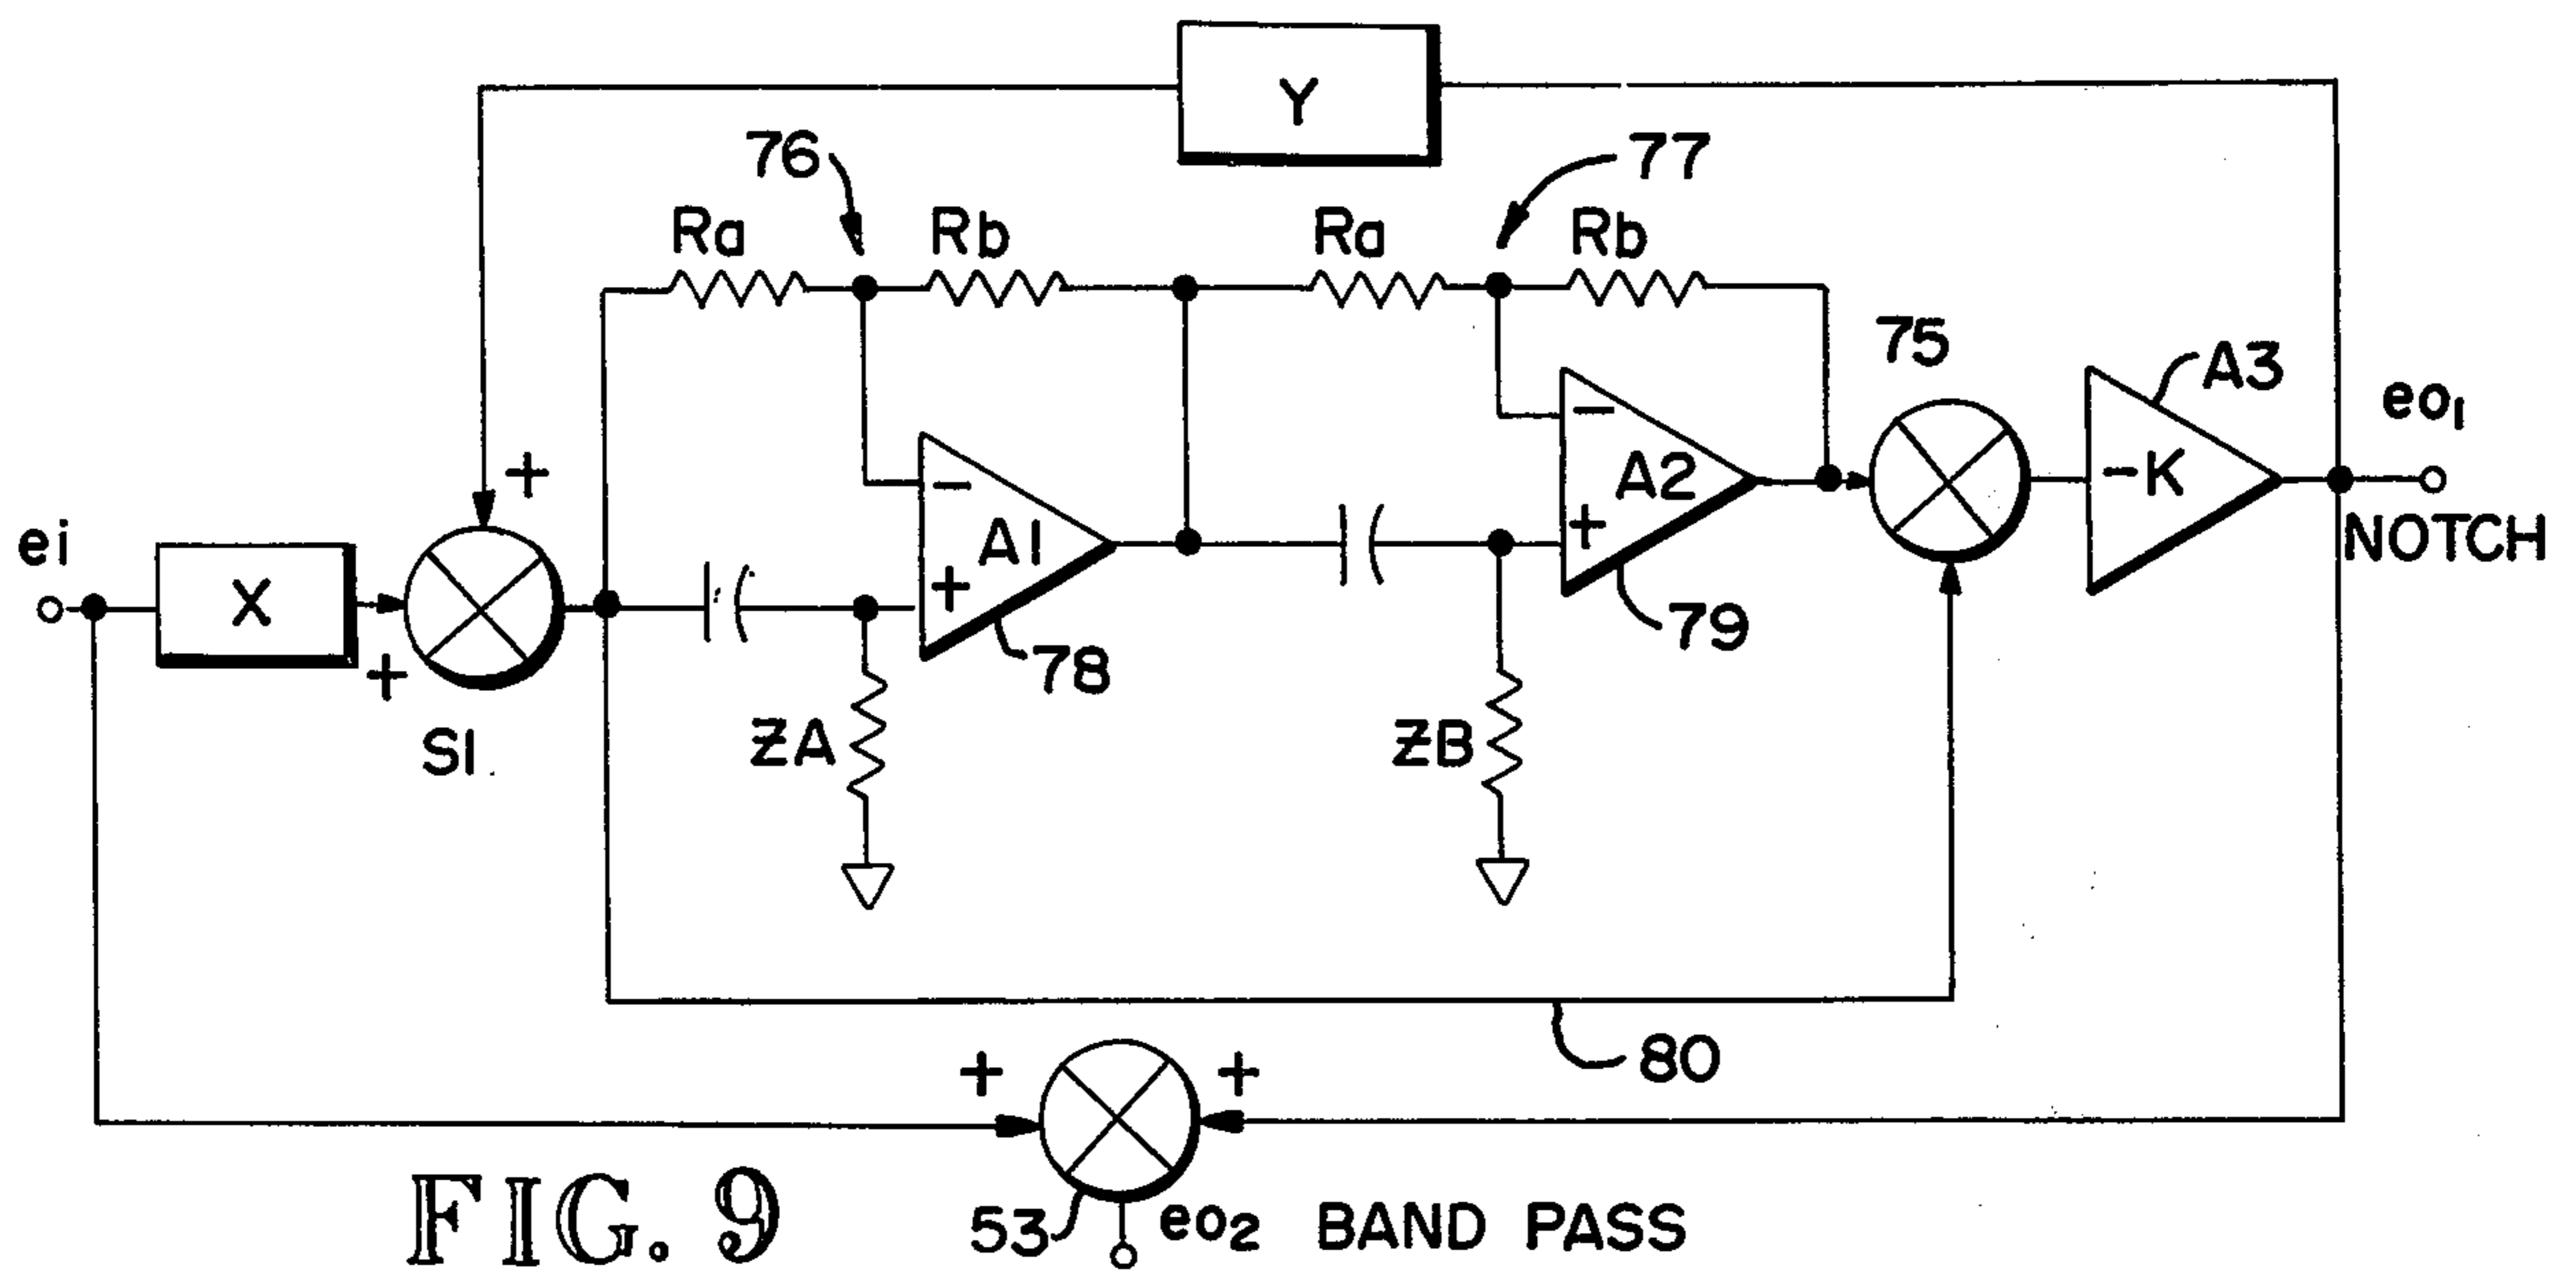 Y
76
77
Ra
Rb
Ra
Rb
75
A3
eo1
+
ei
X
+
S1
−
A1
+
78
−
A2
+
79
-K
NOTCH
ZA
ZB
80
+
+
53
eo2 BAND PASS
FIG. 9